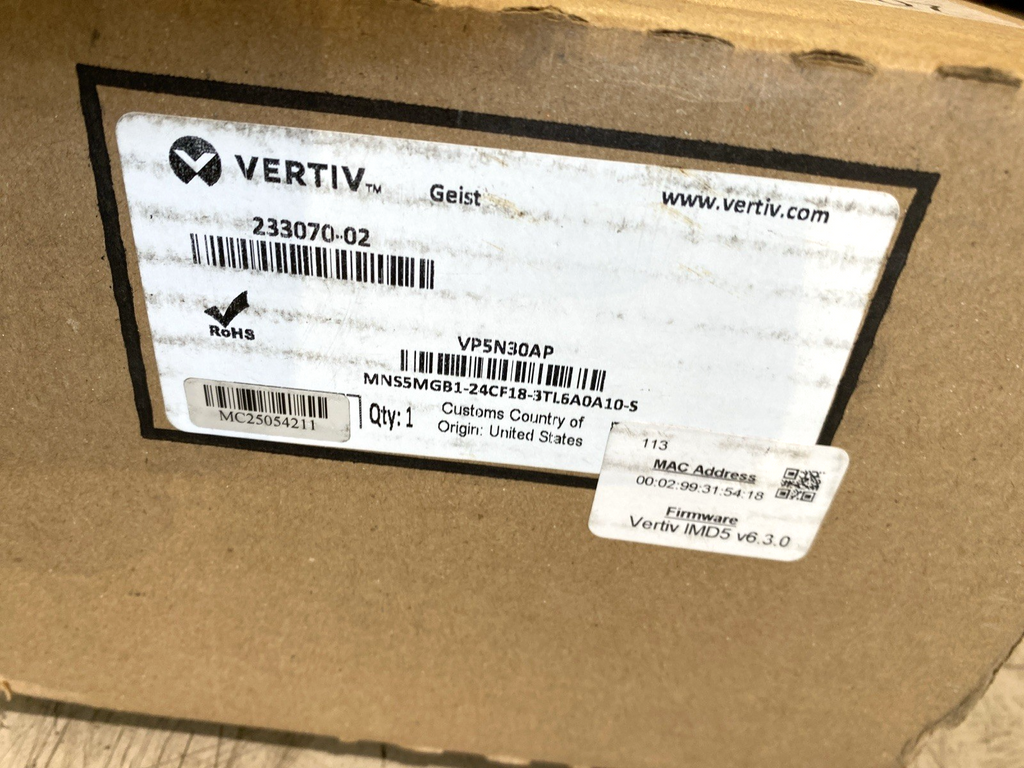 VERTIV™
Geist
www.vertiv.com
233070-02
RoHS
VP5N30AP
MNS5MGB1-24CF18-3TL6A0A10-S
MC25054211
Qty: 1
Customs Country of
Origin: United States
113
MAC Address
00:02:99:31:54:18
Firmware
Vertiv IMD5 v6.3.0